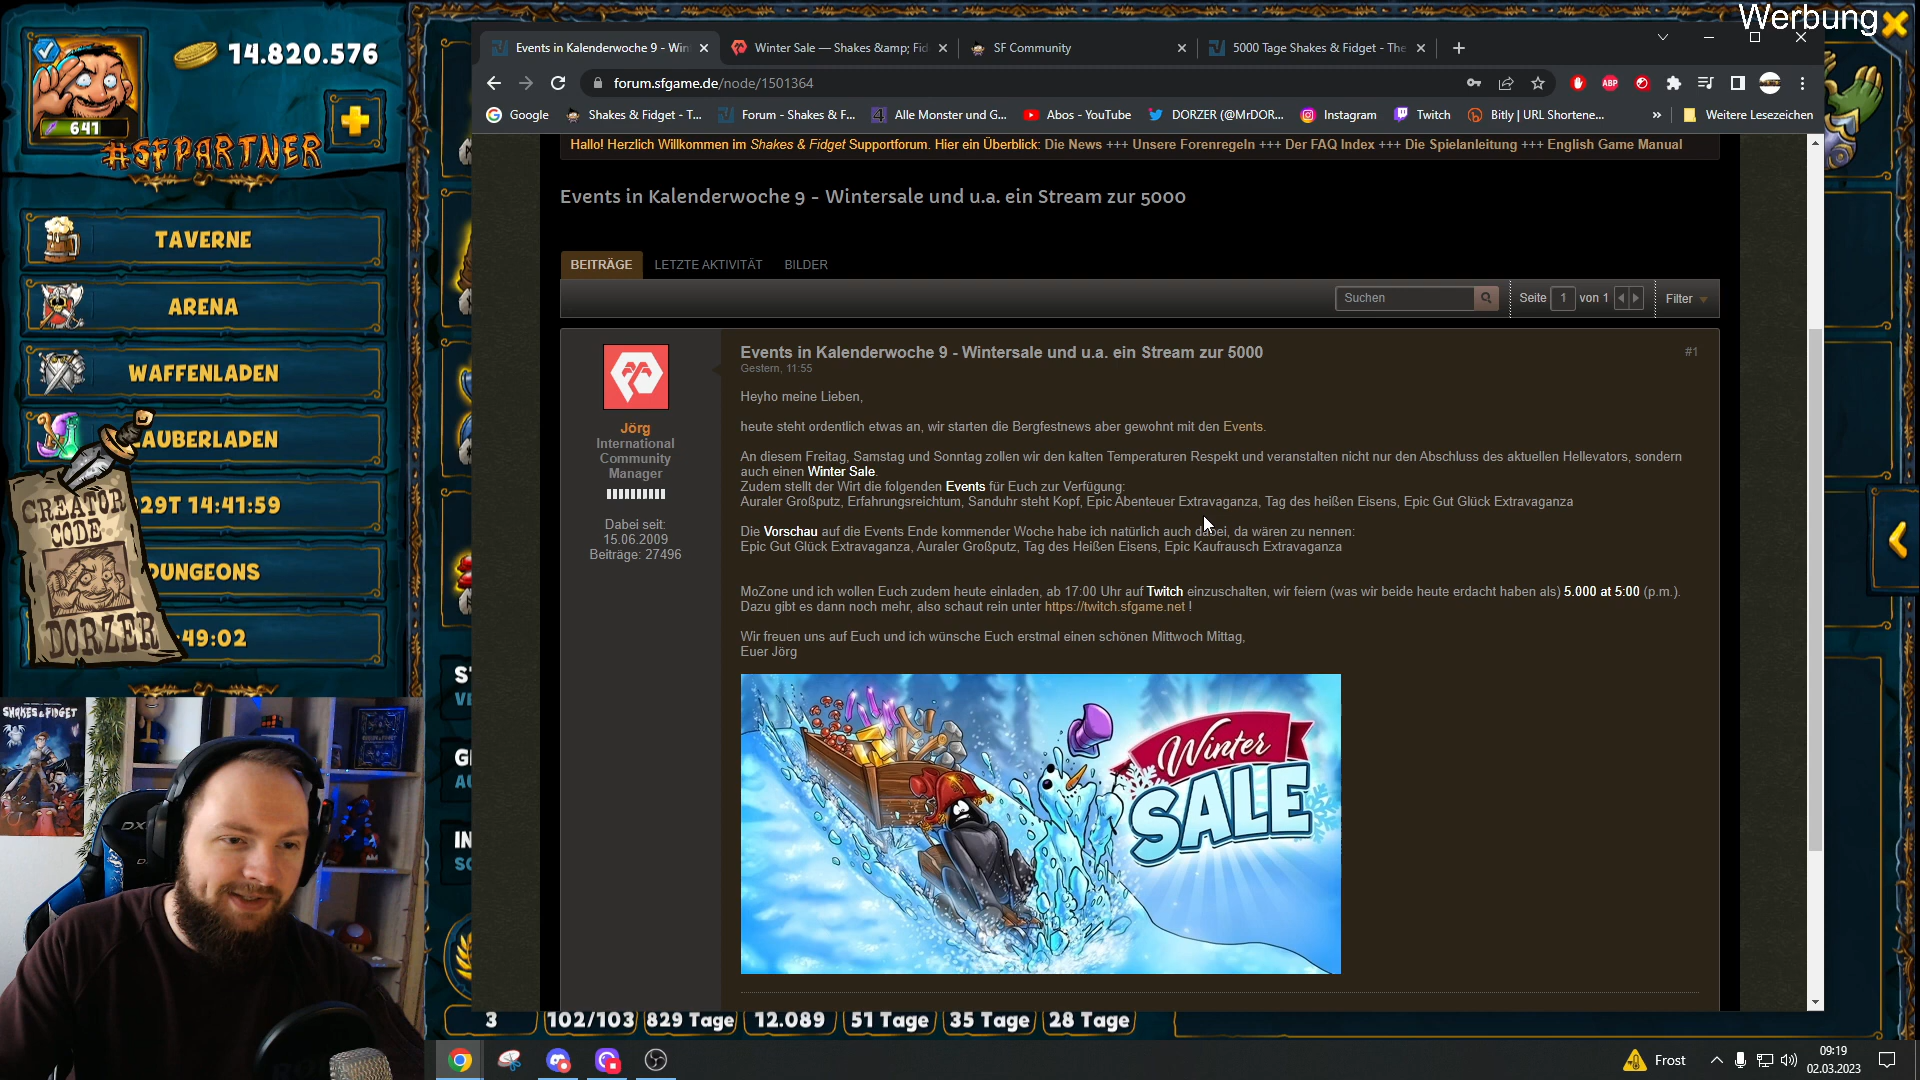 Werbung
14.820.576
641
#SFPARTNER
TAVERNE
ARENA
WAFFENLADEN
AUBERLADEN
29T 14:41:59
DUNGEONS
:49:02
CREATOR
CODE
DORZER
SHAKES & FIDGET
Events in Kalenderwoche 9 - Win
Winter Sale — Shakes &amp; Fid
SF Community
5000 Tage Shakes & Fidget - The
forum.sfgame.de/node/1501364
ABP
Google
Shakes & Fidget - T...
Forum - Shakes & F...
Alle Monster und G...
Abos - YouTube
DORZER (@MrDOR...
Instagram
Twitch
Bitly | URL Shortene...
»
Weitere Lesezeichen
Hallo! Herzlich Willkommen im Shakes & Fidget Supportforum. Hier ein Überblick: Die News +++ Unsere Forenregeln +++ Der FAQ Index +++ Die Spielanleitung +++ English Game Manual
Events in Kalenderwoche 9 - Wintersale und u.a. ein Stream zur 5000
BEITRÄGE
LETZTE AKTIVITÄT
BILDER
Suchen
Seite 1 von 1
Filter
Jörg
International
Community
Manager
Dabei seit:
15.06.2009
Beiträge: 27496
Events in Kalenderwoche 9 - Wintersale und u.a. ein Stream zur 5000
#1
Gestern, 11:55
Heyho meine Lieben,
heute steht ordentlich etwas an, wir starten die Bergfestnews aber gewohnt mit den Events.
An diesem Freitag, Samstag und Sonntag zollen wir den kalten Temperaturen Respekt und veranstalten nicht nur den Abschluss des aktuellen Hellevators, sondern
auch einen Winter Sale.
Zudem stellt der Wirt die folgenden Events für Euch zur Verfügung:
Auraler Großputz, Erfahrungsreichtum, Sanduhr steht Kopf, Epic Abenteuer Extravaganza, Tag des heißen Eisens, Epic Gut Glück Extravaganza
Die Vorschau auf die Events Ende kommender Woche habe ich natürlich auch dabei, da wären zu nennen:
Epic Gut Glück Extravaganza, Auraler Großputz, Tag des Heißen Eisens, Epic Kaufrausch Extravaganza
MoZone und ich wollen Euch zudem heute einladen, ab 17:00 Uhr auf Twitch einzuschalten, wir feiern (was wir beide heute erdacht haben als) 5.000 at 5:00 (p.m.).
Dazu gibt es dann noch mehr, also schaut rein unter https://twitch.sfgame.net !
Wir freuen uns auf Euch und ich wünsche Euch erstmal einen schönen Mittwoch Mittag,
Euer Jörg
Winter
SALE
3
102/103
829 Tage
12.089
51 Tage
35 Tage
28 Tage
Frost
09:19
02.03.2023